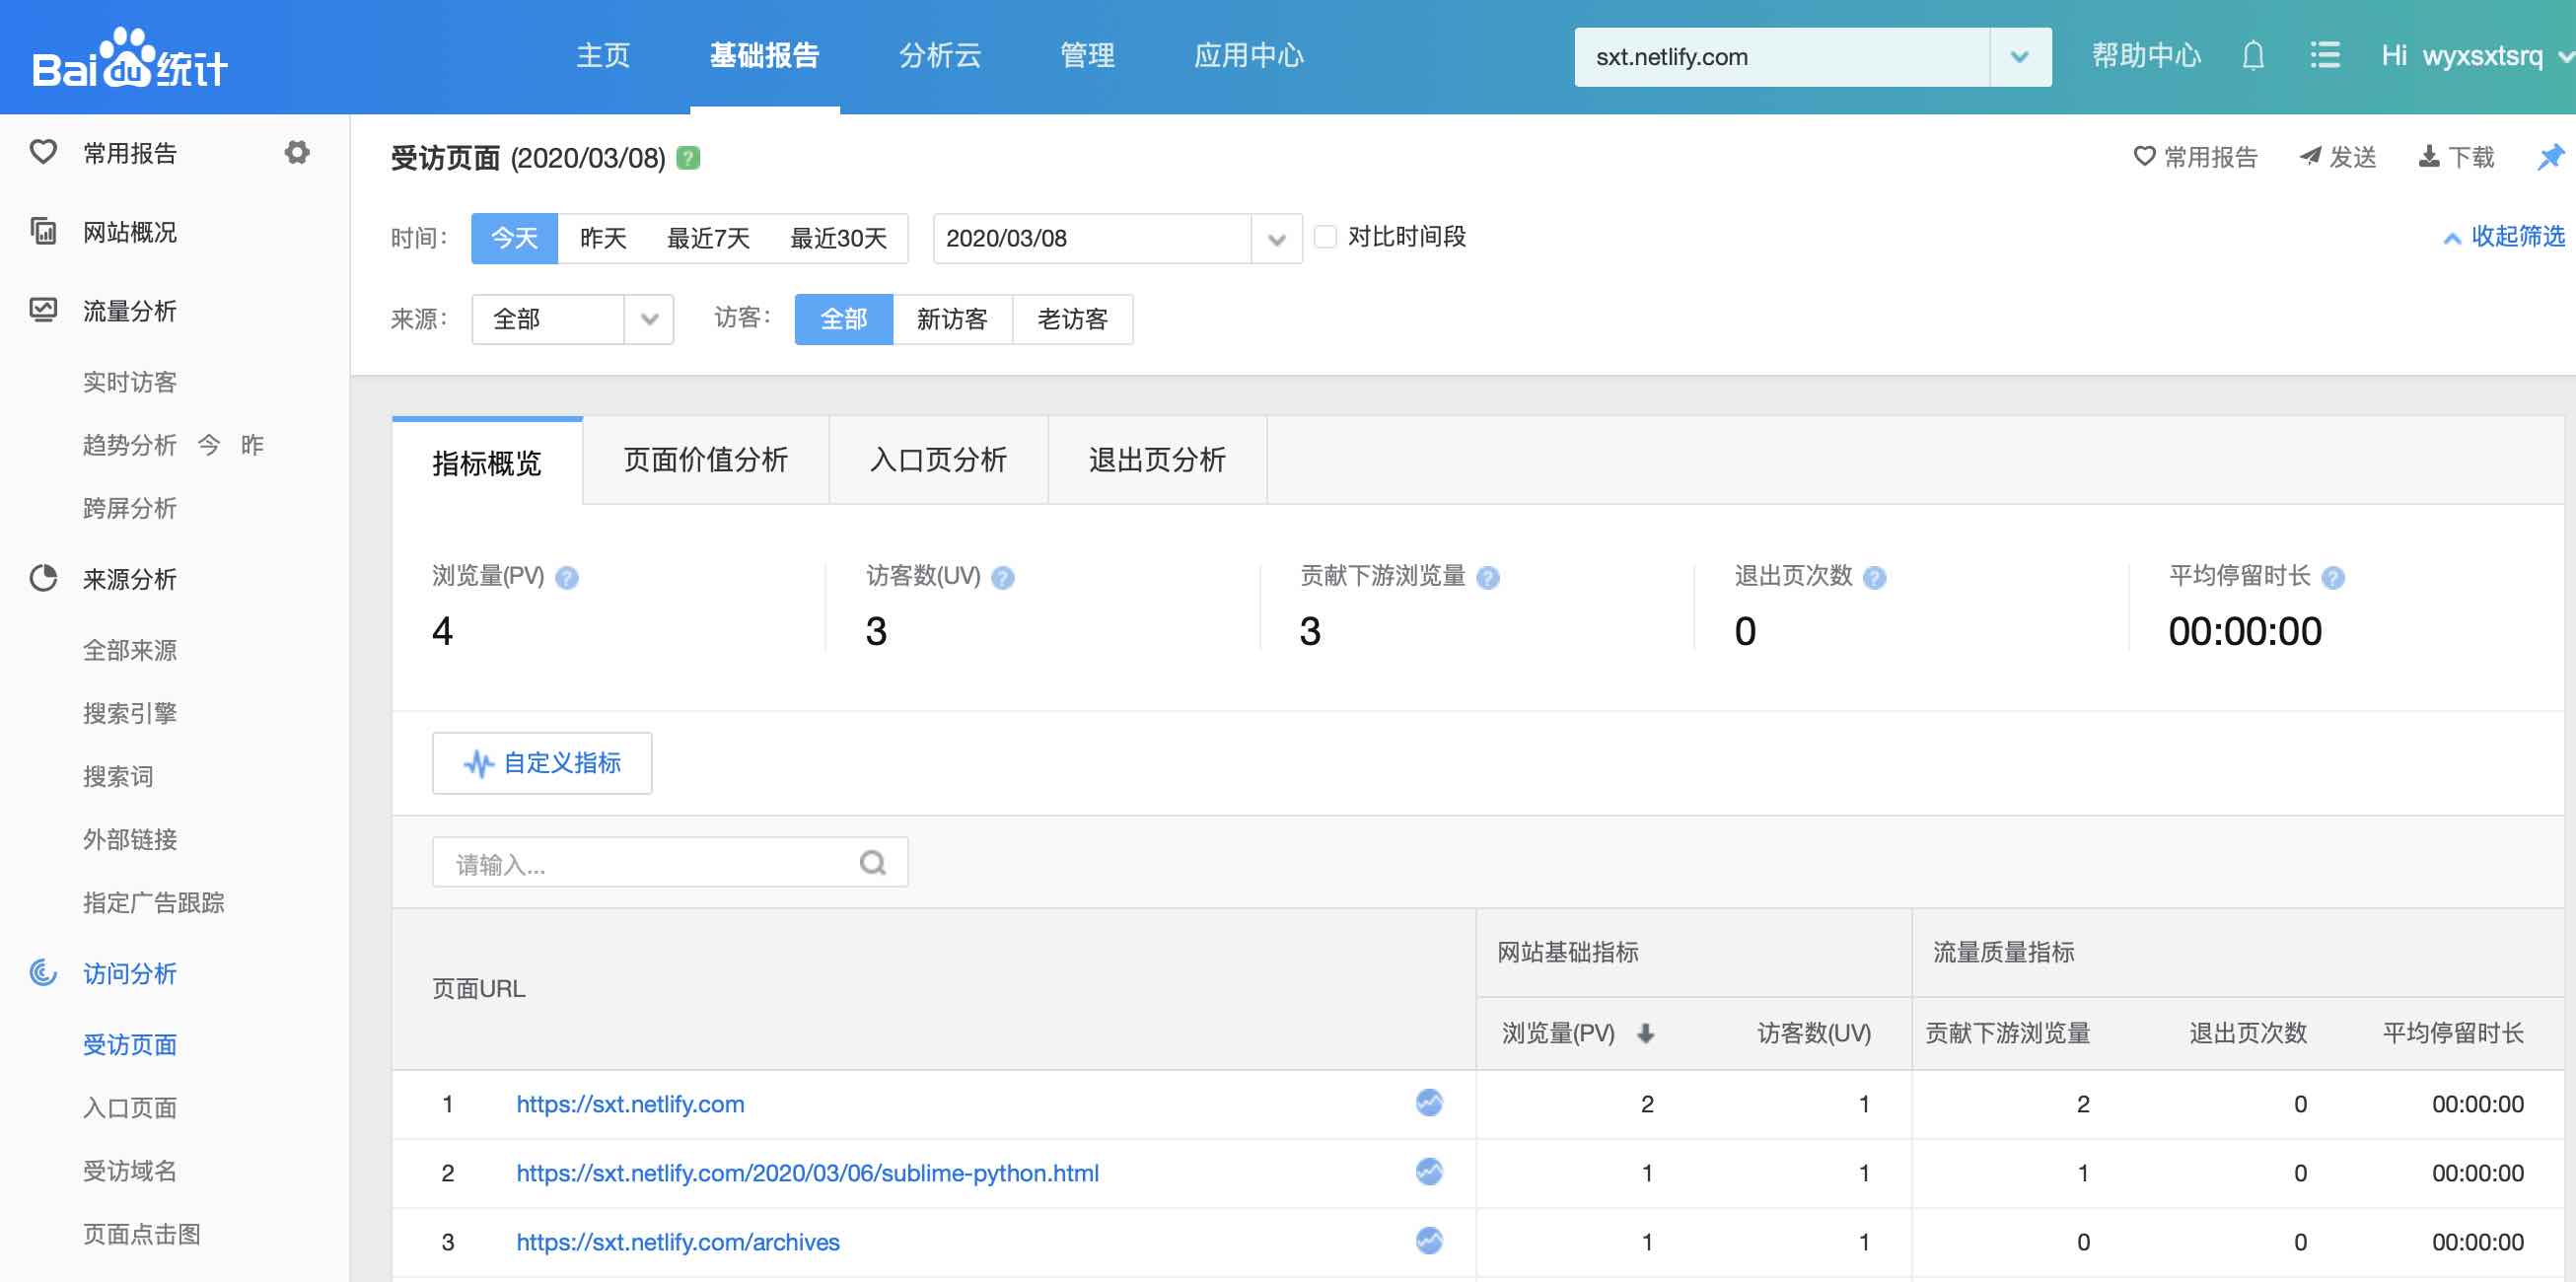 Baidu统计 主页 基础报告 分析云 管理 应用中心 sxt.netlify.com 帮助中心 Hi wyxsxtsrq
常用报告
网站概况
流量分析
实时访客
趋势分析 今 昨
跨屏分析
来源分析
全部来源
搜索引擎
搜索词
外部链接
指定广告跟踪
访问分析
受访页面
入口页面
受访域名
页面点击图
受访页面 (2020/03/08) ? 常用报告 发送 下载
时间： 今天 昨天 最近7天 最近30天 2020/03/08 对比时间段 收起筛选
来源： 全部 访客： 全部 新访客 老访客
指标概览 页面价值分析 入口页分析 退出页分析
浏览量(PV) ? 访客数(UV) ? 贡献下游浏览量 ? 退出页次数 ? 平均停留时长 ?
4 3 3 0 00:00:00
自定义指标
请输入...
页面URL 网站基础指标 流量质量指标
浏览量(PV) 访客数(UV) 贡献下游浏览量 退出页次数 平均停留时长
1 https://sxt.netlify.com 2 1 2 0 00:00:00
2 https://sxt.netlify.com/2020/03/06/sublime-python.html 1 1 1 0 00:00:00
3 https://sxt.netlify.com/archives 1 1 0 0 00:00:00